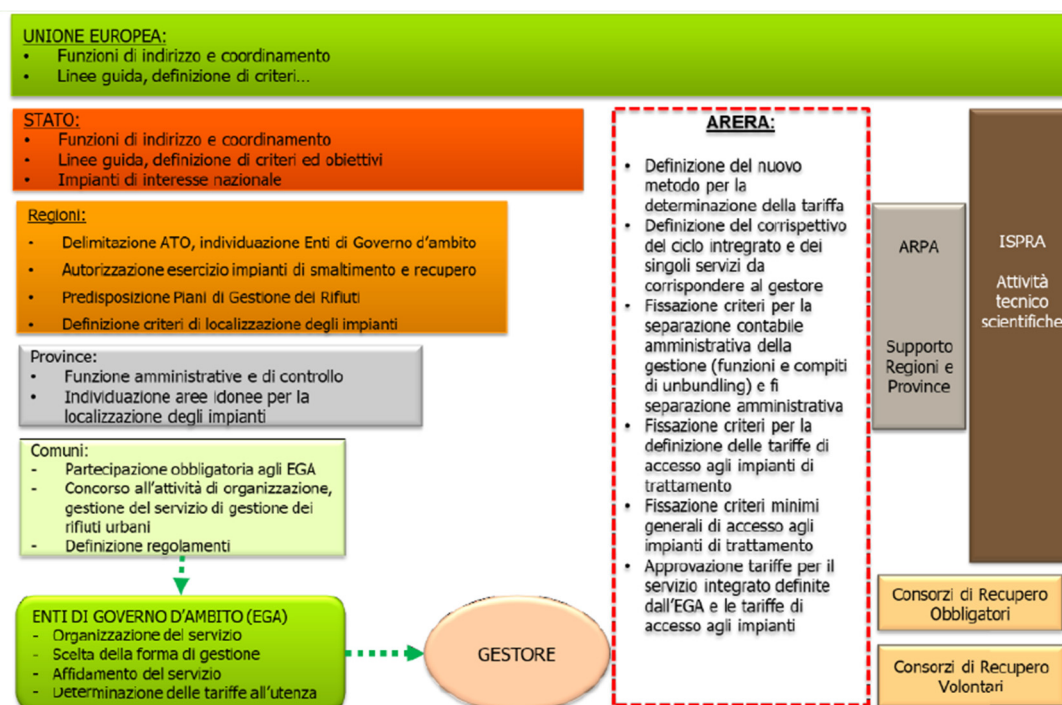 UNIONE EUROPEA:
• Funzioni di indirizzo e coordinamento
• Linee guida, definizione di criteri...
STATO:
• Funzioni di indirizzo e coordinamento
• Linee guida, definizione di criteri ed obiettivi
• Impianti di interesse nazionale
Regioni:
- Delimitazione ATO, individuazione Enti di Governo d'ambito
- Autorizzazione esercizio impianti di smaltimento e recupero
- Predisposizione Piani di Gestione dei Rifiuti
- Definizione criteri di localizzazione degli impianti
Province:
• Funzione amministrative e di controllo
• Individuazione aree idonee per la
localizzazione degli impianti
Comuni:
- Partecipazione obbligatoria agli EGA
- Concorso all'attività di organizzazione,
gestione del servizio di gestione dei
rifiuti urbani
- Definizione regolamenti
ENTI DI GOVERNO D'AMBITO (EGA)
- Organizzazione del servizio
- Scelta della forma di gestione
- Affidamento del servizio
- Determinazione delle tariffe all'utenza
GESTORE
ARERA:
• Definizione del nuovo
metodo per la
determinazione della tariffa
• Definizione del corrispettivo
del ciclo intregrato e dei
singoli servizi da
corrispondere al gestore
• Fissazione criteri per la
separazione contabile
amministrativa della
gestione (funzioni e compiti
di unbundling) e fi
separazione amministrativa
• Fissazione criteri per la
definizione delle tariffe di
accesso agli impianti di
trattamento
• Fissazione criteri minimi
generali di accesso agli
impianti di trattamento
• Approvazione tariffe per il
servizio integrato definite
dall'EGA e le tariffe di
accesso agli impianti
ARPA
Supporto
Regioni e
Province
ISPRA
Attività
tecnico
scientifiche
Consorzi di Recupero
Obbligatori
Consorzi di Recupero
Volontari